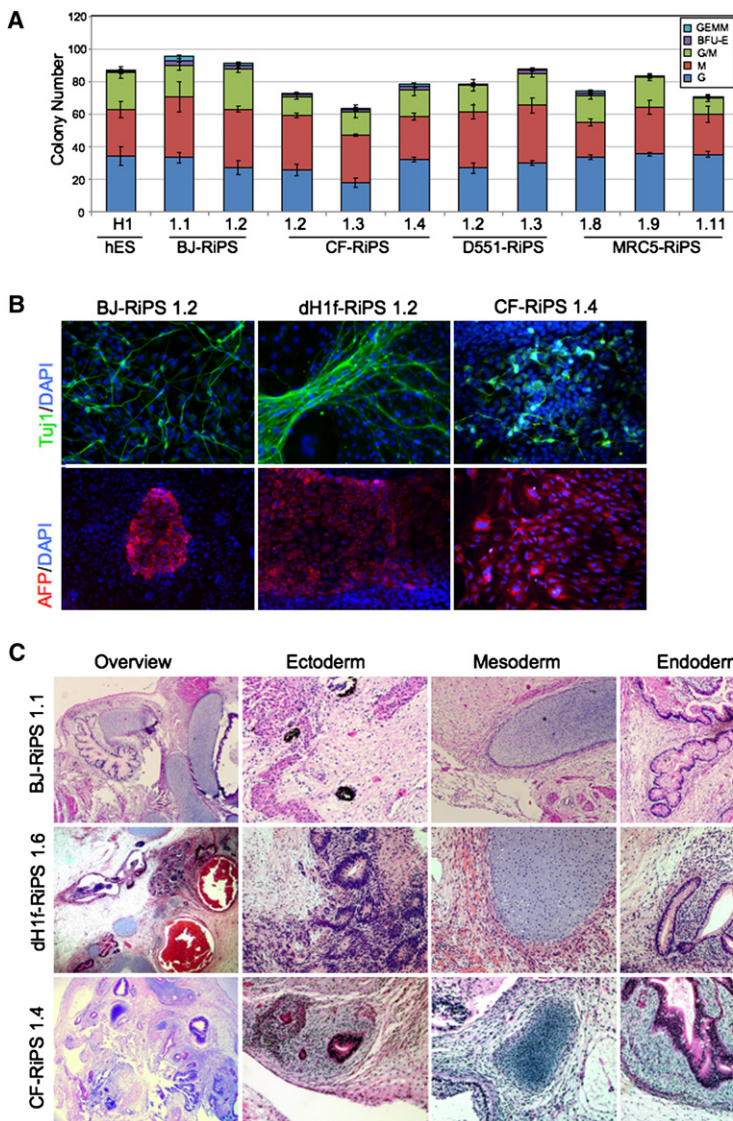 A
120
100
80
60
40
20
0
Colony Number
GEMM
BFU-E
G/M
M
G
H1 1.1 1.2 1.2 1.3 1.4 1.2 1.3 1.8 1.9 1.11
hES BJ-RiPS CF-RiPS D551-RiPS MRC5-RiPS
B
BJ-RiPS 1.2 dH1f-RiPS 1.2 CF-RiPS 1.4
Tuj1/DAPI
AFP/DAPI
C
Overview Ectoderm Mesoderm Endoderm
BJ-RiPS 1.1
dH1f-RiPS 1.6
CF-RiPS 1.4